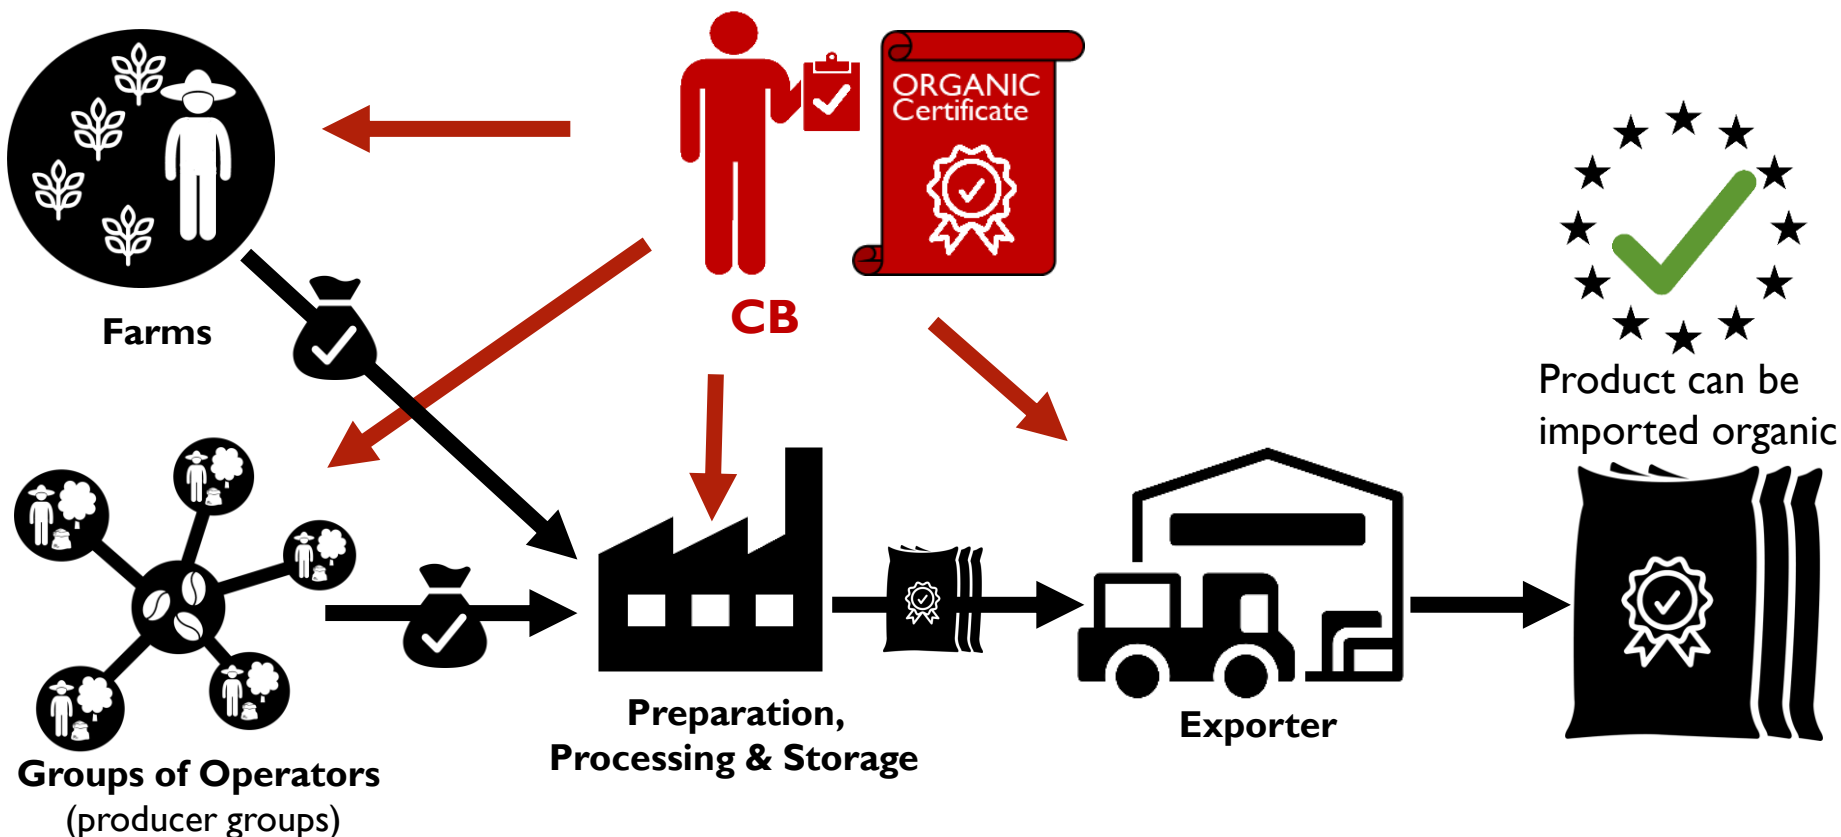 ORGANIC
Certificate
CB
Farms
Product can be
imported organic
Groups of Operators
(producer groups)
Preparation,
Processing & Storage
Exporter